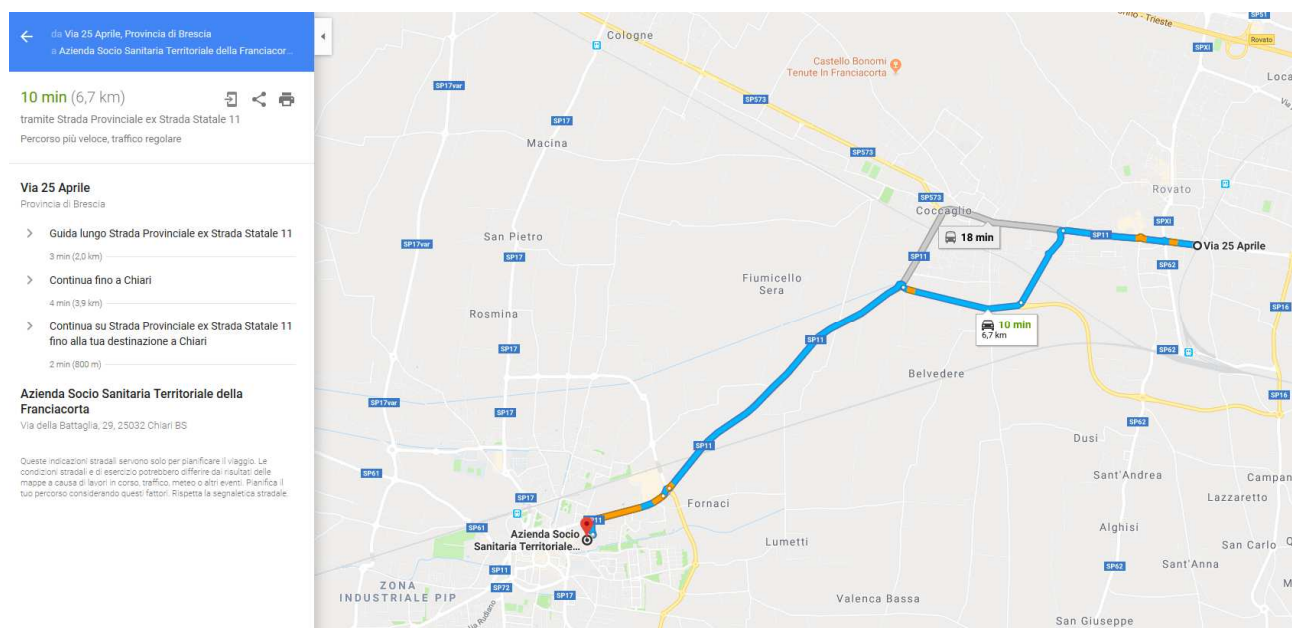 da Via 25 Aprile, Provincia di Brescia
a Azienda Socio Sanitaria Territoriale della Franciacor...
10 min (6,7 km)
tramite Strada Provinciale ex Strada Statale 11
Percorso più veloce, traffico regolare
Via 25 Aprile
Provincia di Brescia
Guida lungo Strada Provinciale ex Strada Statale 11
3 min (2,0 km)
Continua fino a Chiari
4 min (3,9 km)
Continua su Strada Provinciale ex Strada Statale 11
fino alla tua destinazione a Chiari
2 min (800 m)
Azienda Socio Sanitaria Territoriale della
Franciacorta
Via della Battaglia, 29, 25032 Chiari BS
Queste indicazioni stradali servono solo per pianificare il viaggio. Le
condizioni stradali e di esercizio potrebbero differire dai risultati delle
mappe a causa di lavori in corso, traffico, meteo o altri eventi. Pianifica il
tuo percorso considerando questi fattori. Rispetta la segnaletica stradale.
Trieste
SP51
Cologne
Rovato
SPXI
Castello Bonomi
Tenute In Franciacorta
Loca
SP17var
SP573
Via
SP17
Macina
SP573
Rovato
SP573
Coccaglio
SPXI
18 min
SP11
San Pietro
SP17var
Via 25 Aprile
SP17
SP11
SP62
Fiumicello
Sera
SP16
Rosmina
10 min
6,7 km
SP11
SP17
SP62
Belvedere
SP16
SP17var
SP17
SP62
Dusi
SP11
SP61
Sant'Andrea
Campan
SP17
Fornaci
Lazzaretto
SP61
SP11
Alghisi
Azienda Socio
Sanitaria Territoriale...
Lumetti
San Carlo
SP11
SP62
Sant'Anna
ZONA
INDUSTRIALE PIP
SP72
SP17
Valenca Bassa
M
Via Rudiano
San Giuseppe